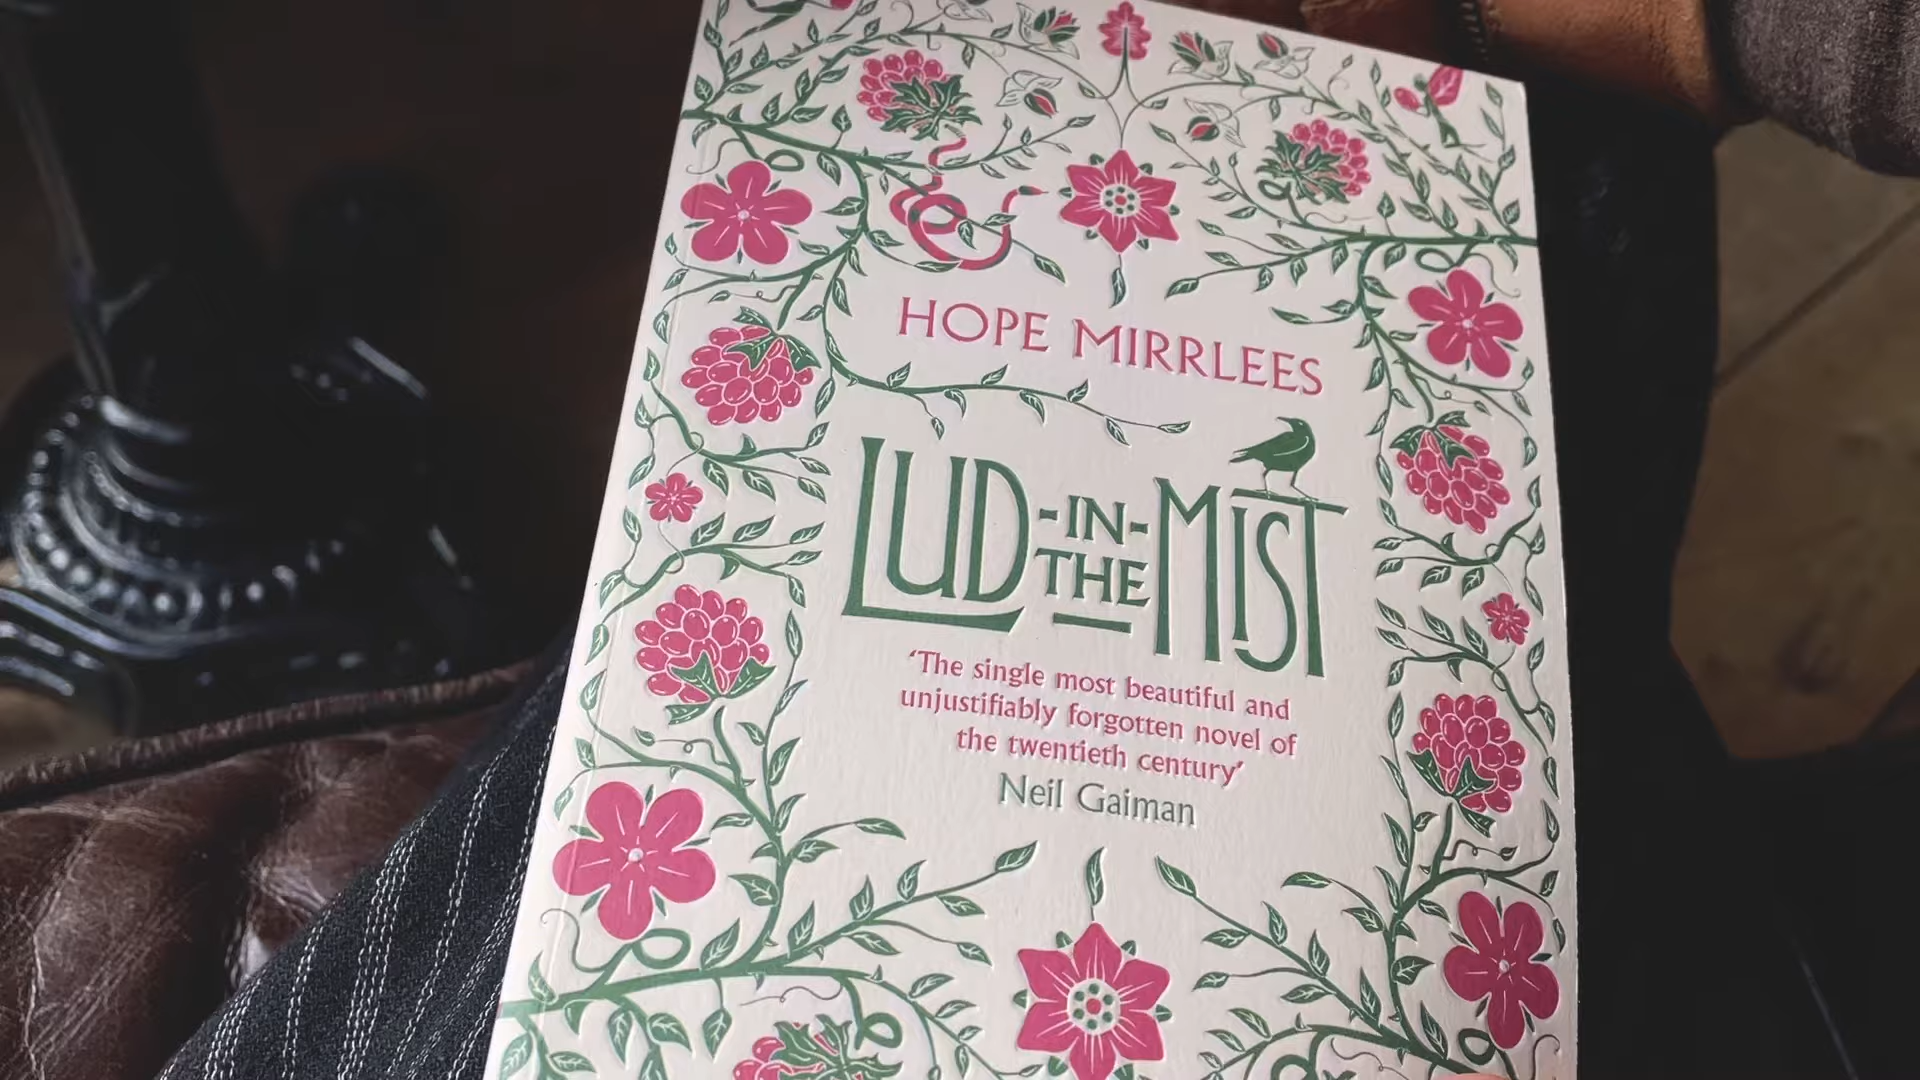 HOPE MIRRLEES
LUD-IN-THE-MIST
'The single most beautiful and
unjustifiably forgotten novel of
the twentieth century'
Neil Gaiman